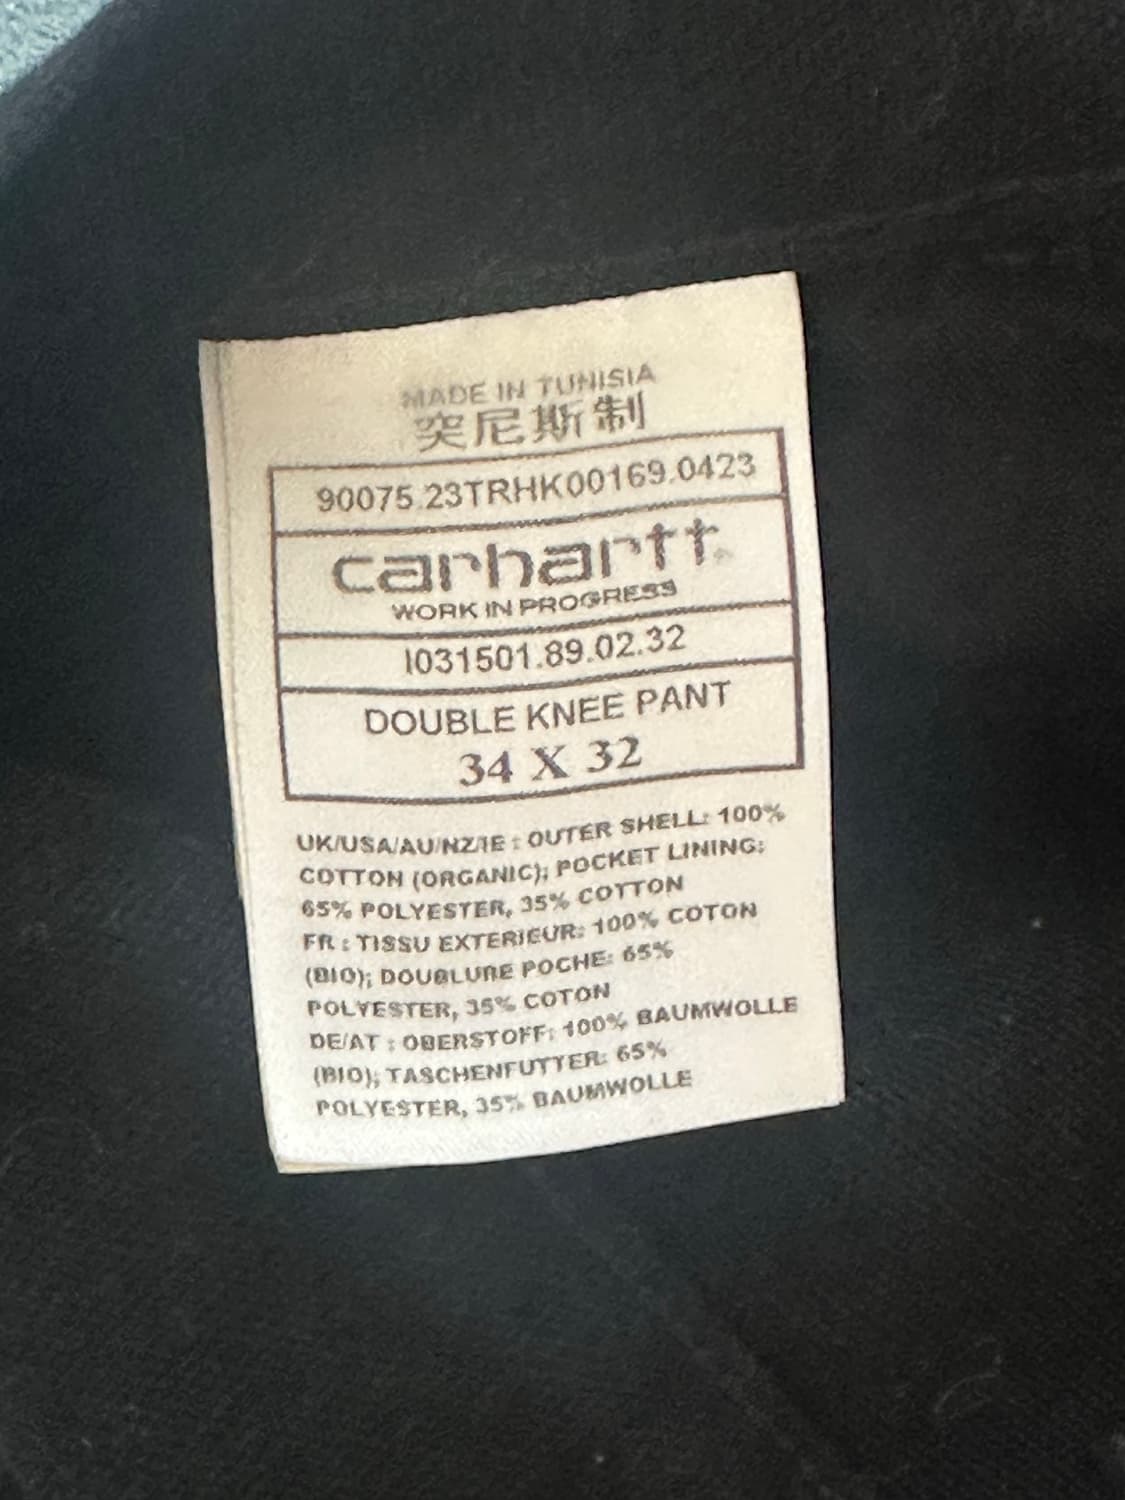 MADE IN TUNISIA
突尼斯制
90075.23TRHK00169.0423
carhartt
WORK IN PROGRESS
I031501.89.02.32
DOUBLE KNEE PANT
34 X 32
UK/USA/AU/NZ/IE : OUTER SHELL: 100%
COTTON (ORGANIC); POCKET LINING:
65% POLYESTER, 35% COTTON
FR : TISSU EXTERIEUR: 100% COTON
(BIO); DOUBLURE POCHE: 65%
POLYESTER, 35% COTON
DE/AT : OBERSTOFF: 100% BAUMWOLLE
(BIO); TASCHENFUTTER: 65%
POLYESTER, 35% BAUMWOLLE